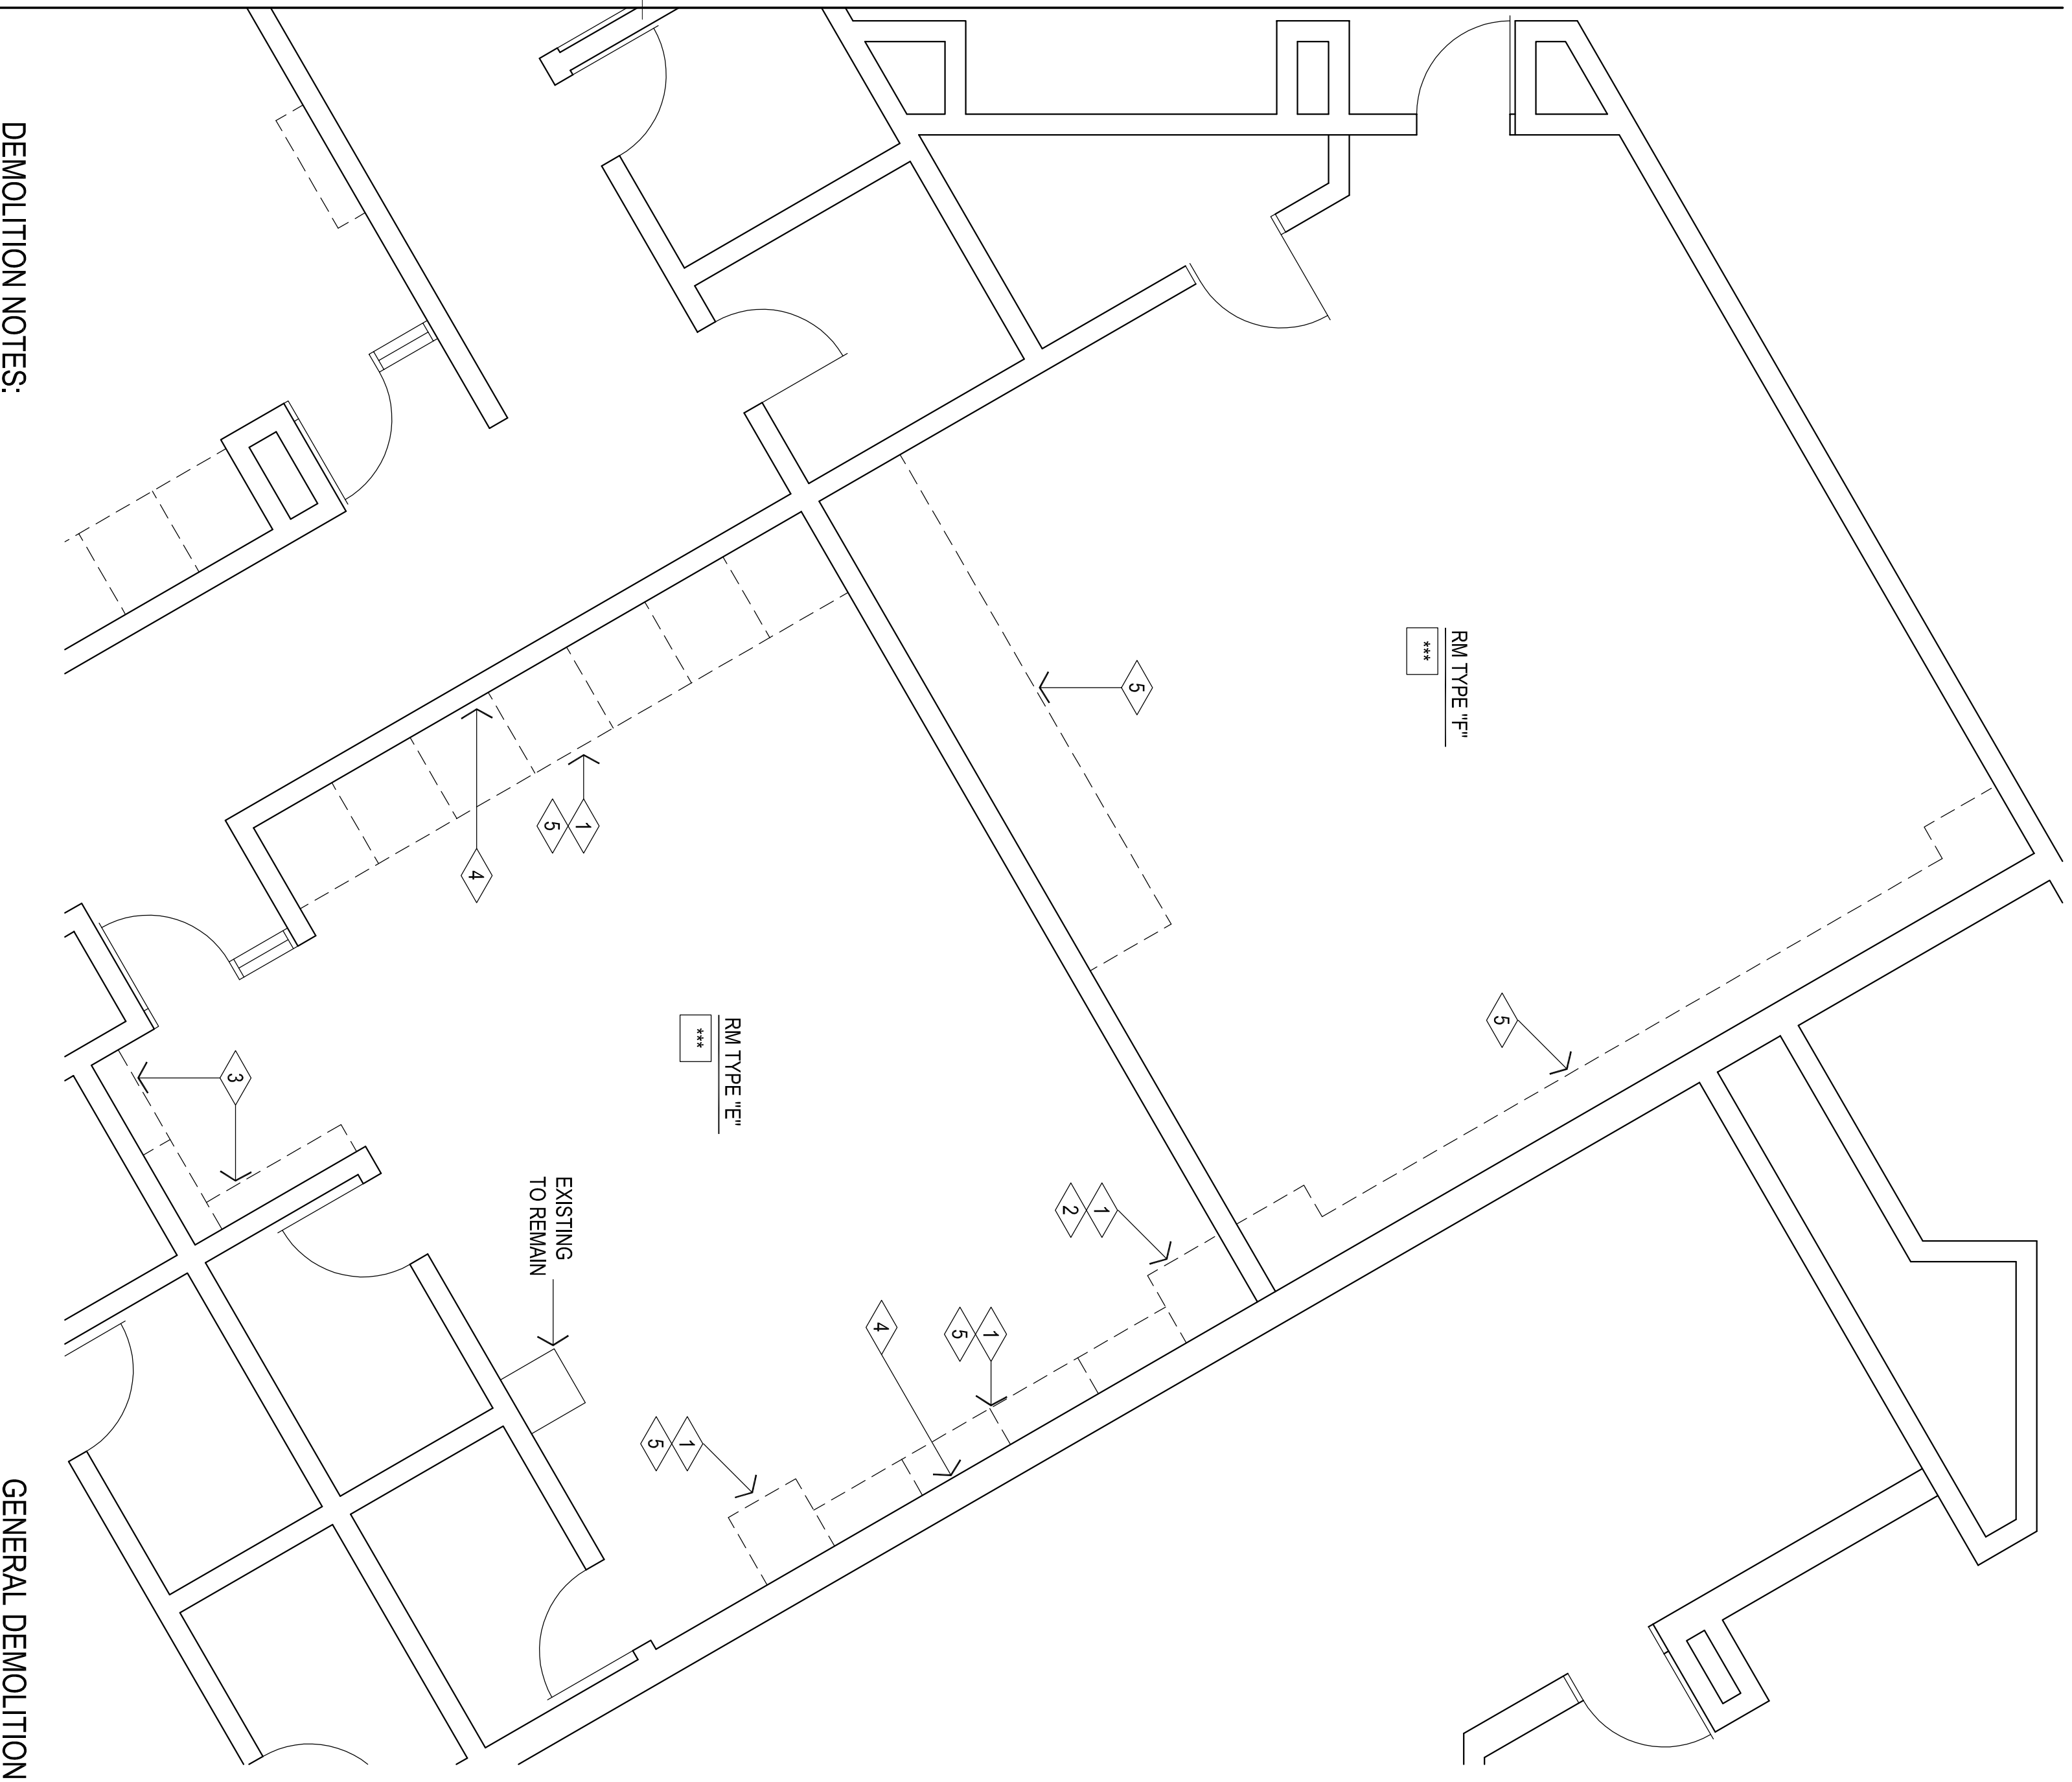 RM TYPE "F"
***
5
5
RM TYPE "E"
***
1
2
1
5
4
1
5
4
1
5
EXISTING
TO REMAIN
3
DEMOLITION NOTES:
GENERAL DEMOLITION